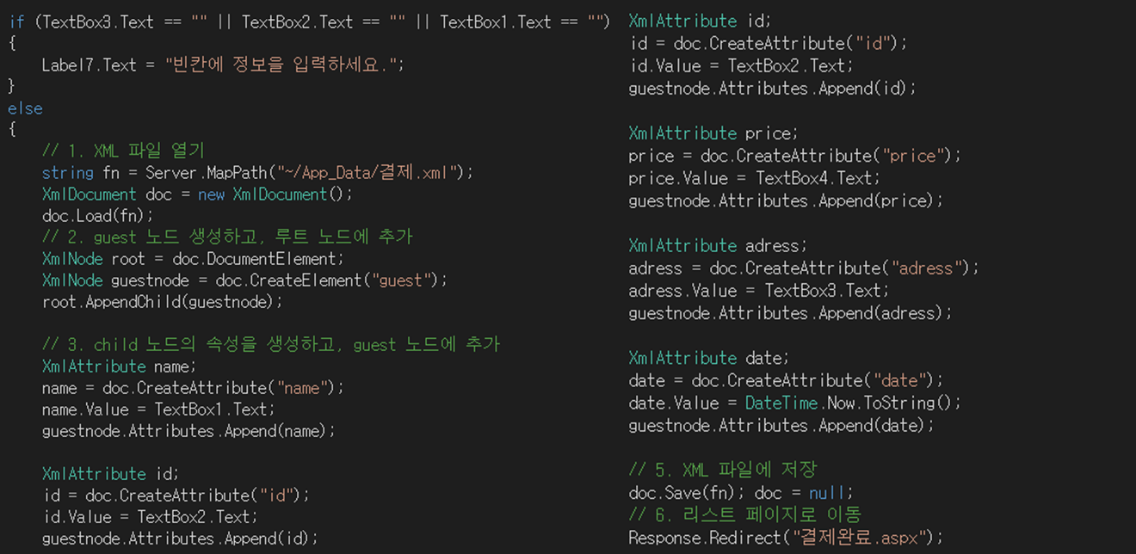 if (TextBox3.Text == "" || TextBox2.Text == "" || TextBox1.Text == "")
{
Label7.Text = "빈칸에 정보을 입력하세요.";
}
else
{
// 1. XML 파일 열기
string fn = Server.MapPath("~/App_Data/결제.xml");
XmlDocument doc = new XmlDocument();
doc.Load(fn);
// 2. guest 노드 생성하고, 루트 노드에 추가
XmlNode root = doc.DocumentElement;
XmlNode guestnode = doc.CreateElement("guest");
root.AppendChild(guestnode);
// 3. child 노드의 속성을 생성하고, guest 노드에 추가
XmlAttribute name;
name = doc.CreateAttribute("name");
name.Value = TextBox1.Text;
guestnode.Attributes.Append(name);
XmlAttribute id;
id = doc.CreateAttribute("id");
id.Value = TextBox2.Text;
guestnode.Attributes.Append(id);
XmlAttribute id;
id = doc.CreateAttribute("id");
id.Value = TextBox2.Text;
guestnode.Attributes.Append(id);
XmlAttribute price;
price = doc.CreateAttribute("price");
price.Value = TextBox4.Text;
guestnode.Attributes.Append(price);
XmlAttribute adress;
adress = doc.CreateAttribute("adress");
adress.Value = TextBox3.Text;
guestnode.Attributes.Append(adress);
XmlAttribute date;
date = doc.CreateAttribute("date");
date.Value = DateTime.Now.ToString();
guestnode.Attributes.Append(date);
// 5. XML 파일에 저장
doc.Save(fn); doc = null;
// 6. 리스트 페이지로 이동
Response.Redirect("결제완료.aspx");